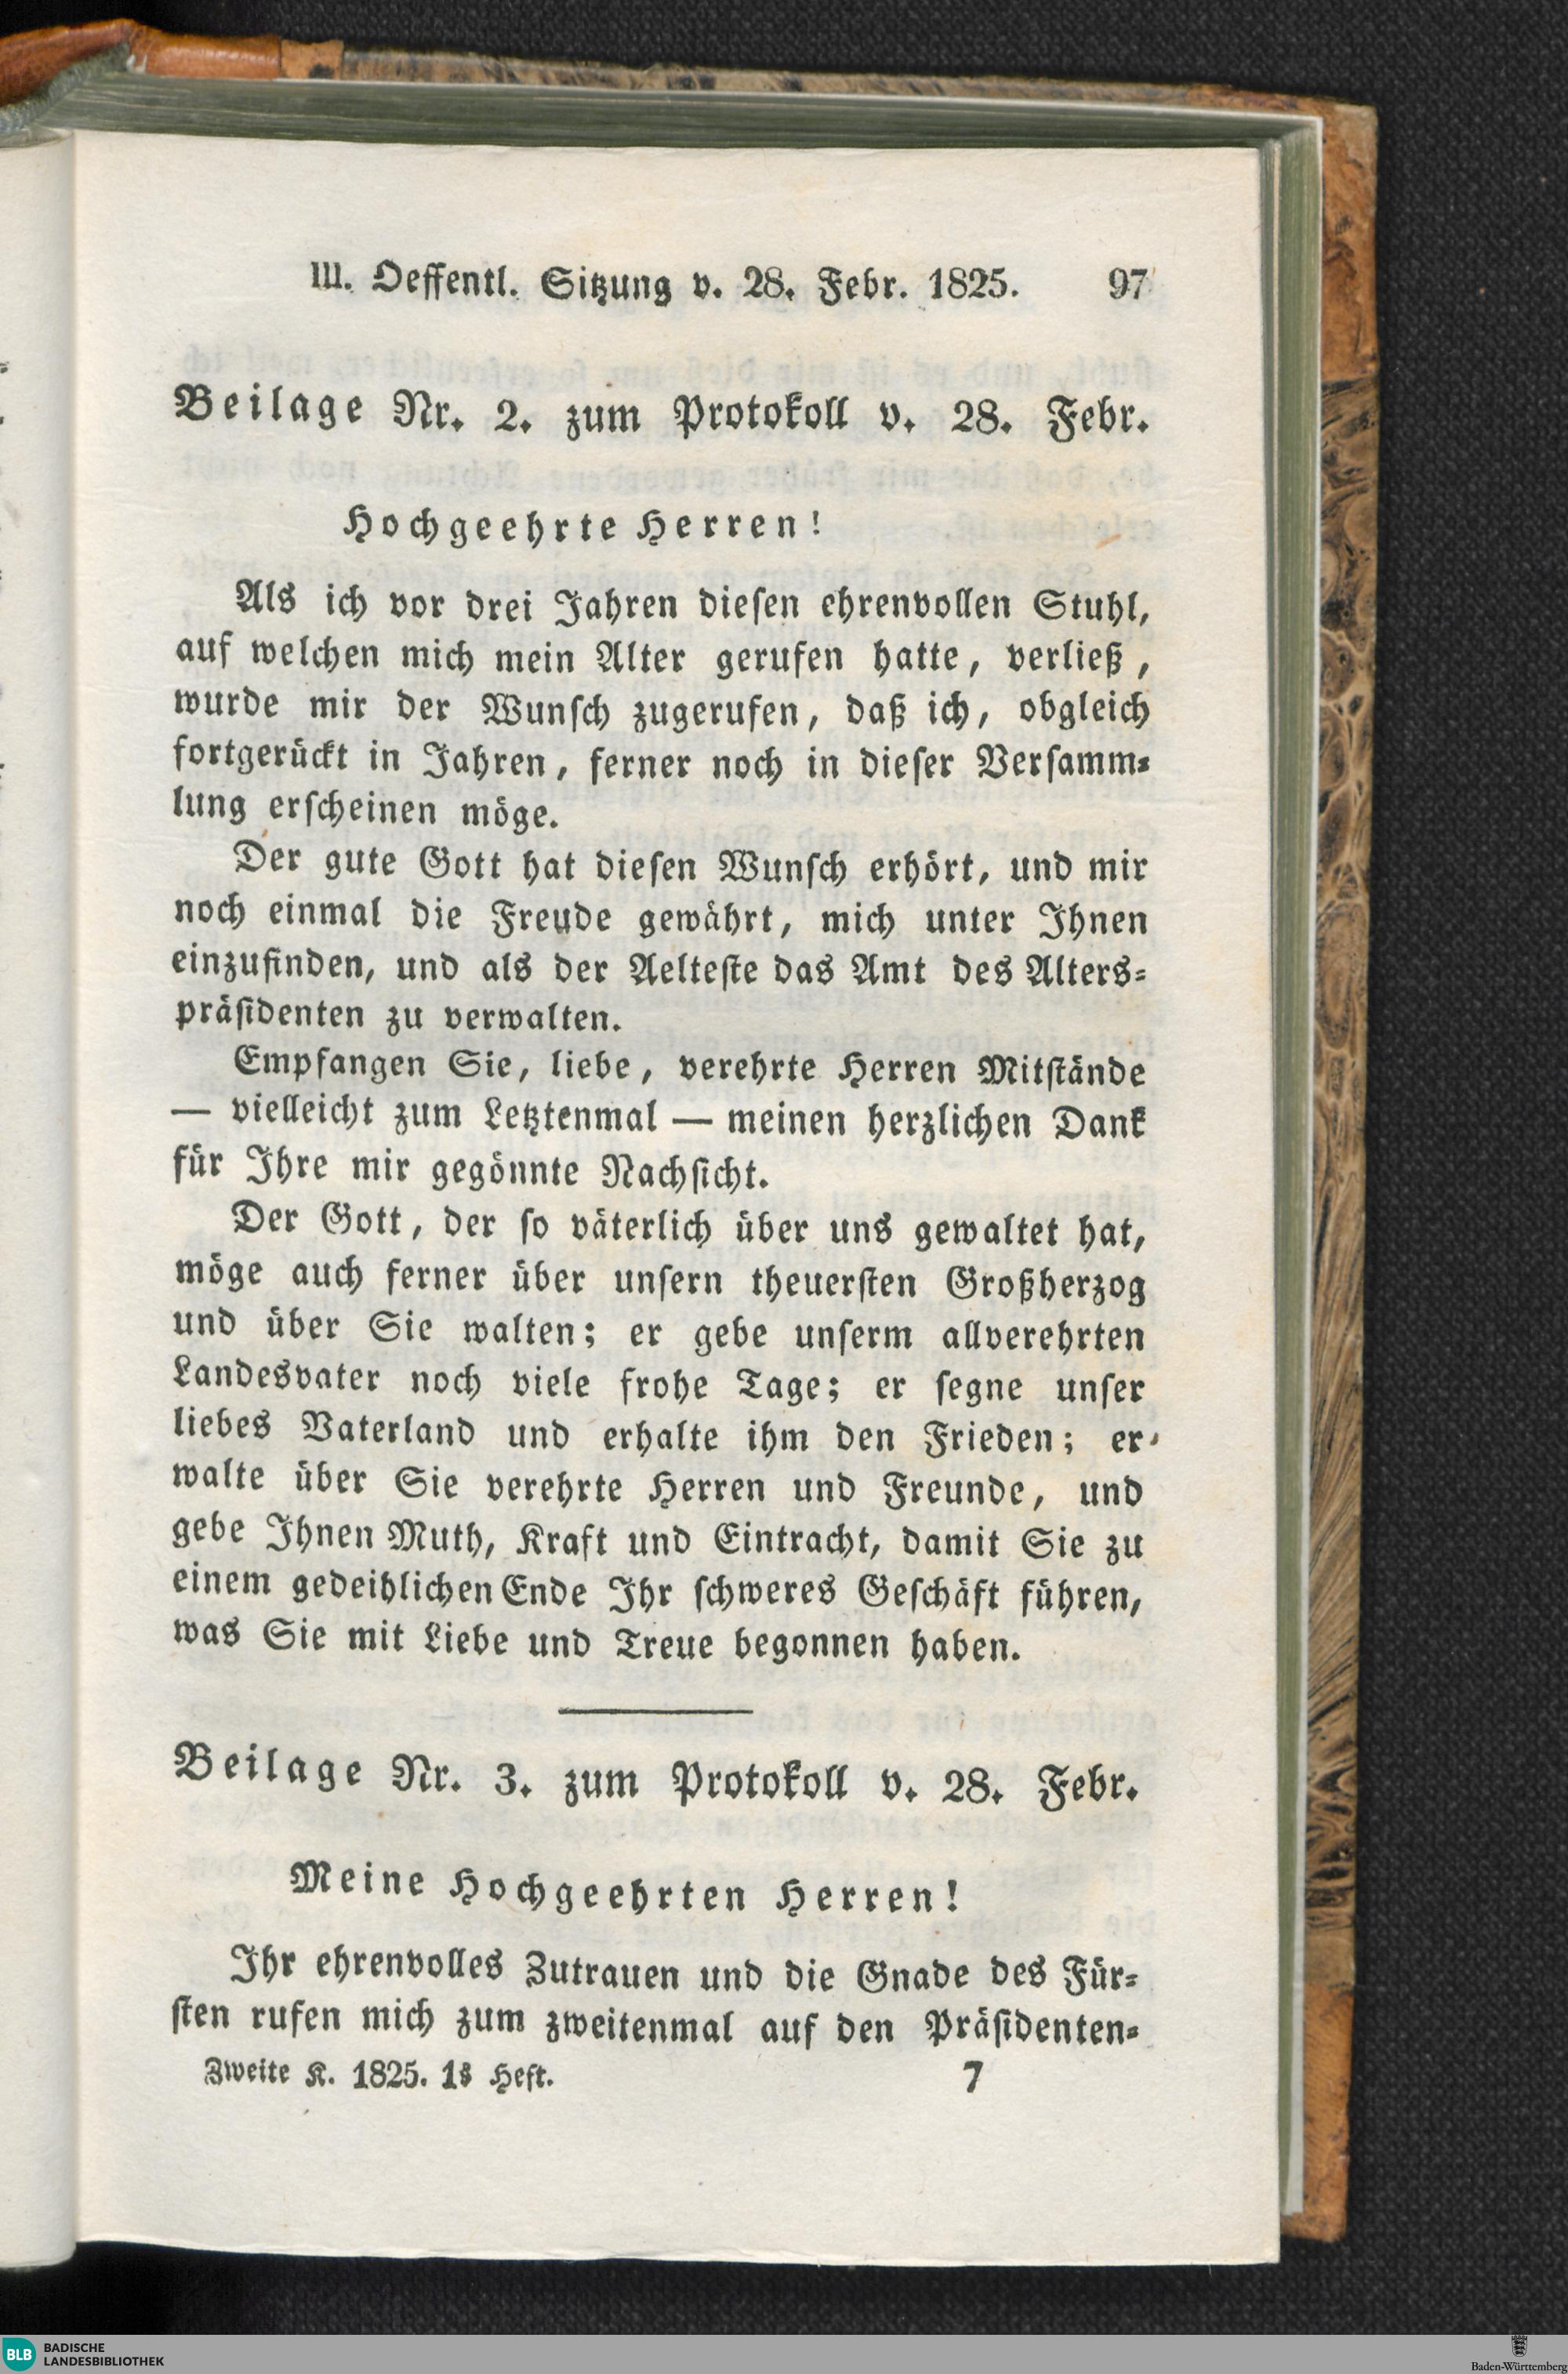 III. Oeffentl. Sitzung v. 28. Febr. 1825. 97
Beilage Nr. 2. zum Protokoll v. 28. Febr.
Hochgeehrte Herren!
Als ich vor drei Jahren diesen ehrenvollen Stuhl,
auf welchen mich mein Alter gerufen hatte, verließ,
wurde mir der Wunsch zugerufen, daß ich, obgleich
fortgerückt in Jahren, ferner noch in dieser Versamm-
lung erscheinen möge.
Der gute Gott hat diesen Wunsch erhört, und mir
noch einmal die Freude gewährt, mich unter Ihnen
einzufinden, und als der Aelteste das Amt des Alters-
präsidenten zu verwalten.
Empfangen Sie, liebe, verehrte Herren Mitstände
— vielleicht zum Letztenmal — meinen herzlichen Dank
für Ihre mir gegönnte Nachsicht.
Der Gott, der so väterlich über uns gewaltet hat,
möge auch ferner über unsern theuersten Großherzog
und über Sie walten; er gebe unserm allverehrten
Landesvater noch viele frohe Tage; er segne unser
liebes Vaterland und erhalte ihm den Frieden; er
walte über Sie verehrte Herren und Freunde, und
gebe Ihnen Muth, Kraft und Eintracht, damit Sie zu
einem gedeihlichen Ende Ihr schweres Geschäft führen,
was Sie mit Liebe und Treue begonnen haben.
Beilage Nr. 3. zum Protokoll v. 28. Febr.
Meine Hochgeehrten Herren!
Ihr ehrenvolles Zutrauen und die Gnade des Für-
sten rufen mich zum zweitenmal auf den Präsidenten-
Zweite K. 1825. 1s Heft. 7
BLB BADISCHE
LANDESBIBLIOTHEK
Baden-Württemberg